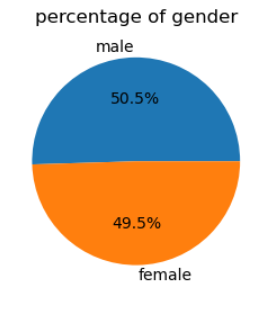 percentage of gender
male
50.5%
49.5%
female